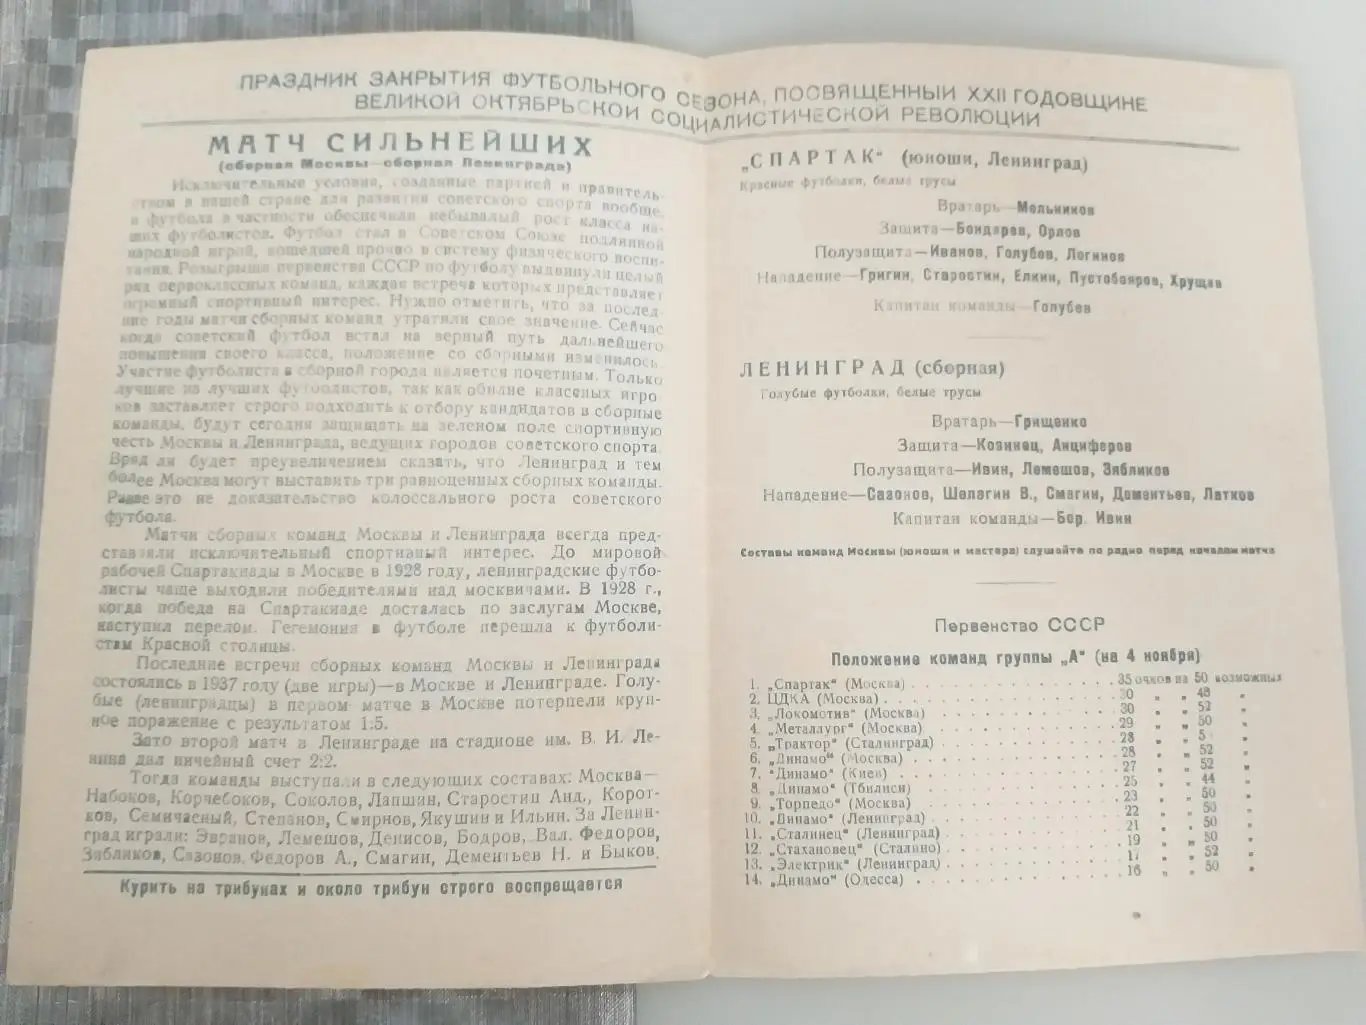 ПРАЗДНИК ЗАКРЫТИЯ ФУТБОЛЬНОГО СЕЗОНА, ПОСВЯЩЕННЫЙ XXII ГОДОВЩИНЕ
ВЕЛИКОЙ ОКТЯБРЬСКОЙ СОЦИАЛИСТИЧЕСКОЙ РЕВОЛЮЦИИ
МАТЧ СИЛЬНЕЙШИХ
(сборная Москвы—сборная Ленинграда)
Исключительные условия, созданные партией и правитель-
ством в нашей стране для развития советского спорта вообще,
и футбола в частности обеспечили небывалый рост класса на-
ших футболистов. Футбол стал в Советском Союзе подлинной
народной игрой, вошедшей прочно в систему физического воспи-
тания. Розыгрыши первенства СССР по футболу выдвинули целый
ряд первоклассных команд, каждая встреча которых представляет
огромный спортивный интерес. Нужно отметить, что за послед-
ние годы матчи сборных команд утратили свое значение. Сейчас
когда советский футбол встал на верный путь дальнейшего
повышения своего класса, положение со сборными изменилось.
Участие футболиста в сборной города является почетным. Только
лучшие из лучших футболистов, так как обилие классных игро
ков заставляет строго подходить к отбору кандидатов в сборные
команды, будут сегодня защищать на зеленом поле спортивную
честь Москвы и Ленинграда, ведущих городов советского спорта.
Вряд ли будет преувеличением сказать, что Ленинград и тем
более Москва могут выставить три равноценных сборных команды.
Разве это не доказательство колоссального роста советского
футбола.
Матчи сборных команд Москвы и Ленинграда всегда пред-
ставляли исключительный спортивный интерес. До мировой
рабочей Спартакиады в Москве в 1928 году, ленинградские футбо-
листы чаще выходили победителями над москвичами. В 1928 г.,
когда победа на Спартакиаде досталась по заслугам Москве,
наступил перелом. Гегемония в футболе перешла к футболи-
стам Красной столицы.
Последние встречи сборных команд Москвы и Ленинграда
состоялись в 1937 году (две игры)—в Москве и Ленинграде. Голу-
бые (ленинградцы) в первом матче в Москве потерпели круп-
ное поражение с результатом 1:5.
Зато второй матч в Ленинграде на стадионе им. В. И. Ле-
нина дал ничейный счет 2:2.
Тогда команды выступали в следующих составах: Москва—
Набоков, Корчебоков, Соколов, Лапшин, Старостин Анд., Корот-
ков, Семичасный, Степанов, Смирнов, Якушин и Ильин. За Ленин-
град играли: Эвранов, Лемешов, Денисов, Бодров, Вал. Федоров,
Зябликов, Сазонов, Федоров А., Смагин, Дементьев Н. и Быков.
Курить на трибунах и около трибун строго воспрещается
„СПАРТАК“ (юноши, Ленинград)
Красные футболки, белые трусы
Вратарь—Мельников
Защита—Бондарев, Орлов
Полузащита—Иванов, Голубев, Логинов
Нападение—Григин, Старостин, Елкин, Пустобояров, Хрущав
Капитан команды—Голубев
ЛЕНИНГРАД (сборная)
Голубые футболки, белые трусы
Вратарь—Грищенко
Защита—Козинец, Анциферов
Полузащита—Ивин, Лемешов, Зябликов
Нападение—Сазонов, Шелагин В., Смагин, Дементьев, Латков
Капитан команды—Бор. Ивин
Составы команд Москвы (юноши и мастера) слушайте по радио перед началом матча
Первенство СССР
Положение команд группы „А“ (на 4 ноября)
1. „Спартак“ (Москва) . . . . . 35 очков из 50 возможных
2. ЦДКА (Москва) . . . . . 30 „ „ 48 „
3. „Локомотив“ (Москва) . . . . . 30 „ „ 52 „
4. „Металлург“ (Москва) . . . . . 29 „ „ 50 „
5. „Трактор“ (Сталинград) . . . . . 28 „ „ 5 „
6. „Динамо“ (Москва) . . . . . 28 „ „ 52 „
7. „Динамо“ (Киев) . . . . . 27 „ „ 52 „
8. „Динамо“ (Тбилиси) . . . . . 25 „ „ 44 „
9. „Торпедо“ (Москва) . . . . . 23 „ „ 50 „
10. „Динамо“ (Ленинград) . . . . . 22 „ „ 50 „
11. „Сталинец“ (Ленинград) . . . . . 21 „ „ 50 „
12. „Стахановец“ (Сталино) . . . . . 19 „ „ 50 „
13. „Электрик“ (Ленинград) . . . . . 17 „ „ 52 „
14. „Динамо“ (Одесса) . . . . . 16 „ „ 50 „